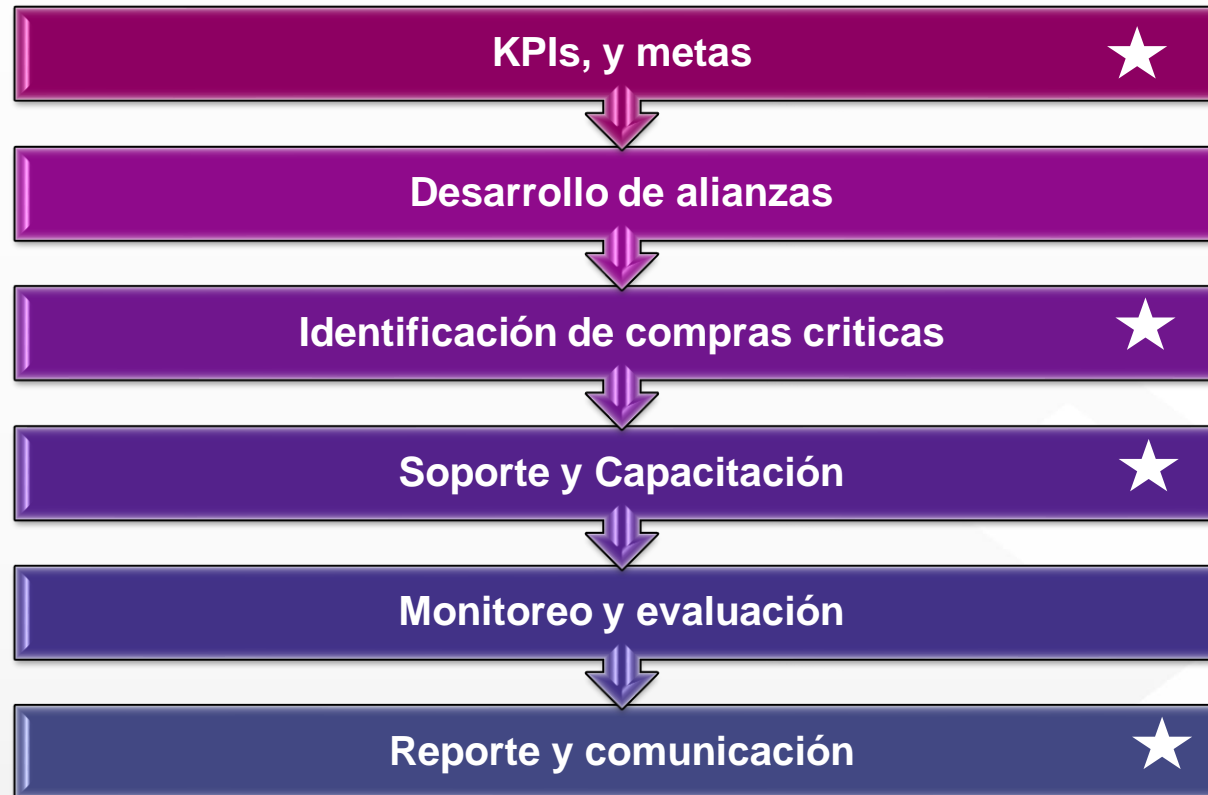 KPIs, y metas
Desarrollo de alianzas
Identificación de compras criticas
Soporte y Capacitación
Monitoreo y evaluación
Reporte y comunicación